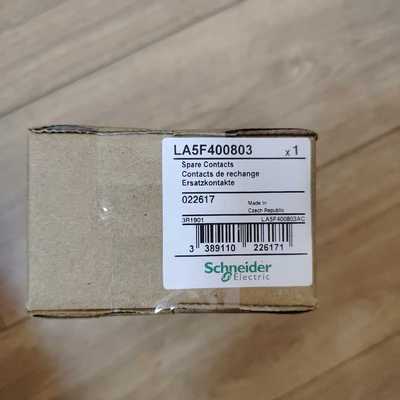 LA5F400803 x 1
Spare Contacts
Contacts de rechange
Ersatzkontakte
022617 Made in
Czech Republic
3R1901 LA5F400803AC
3 389110 226171
Schneider
Electric